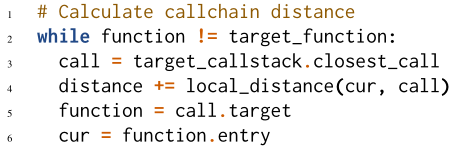 1 # Calculate callchain distance
2 while function != target_function:
3   call = target_callstack.closest_call
4   distance += local_distance(cur, call)
5   function = call.target
6   cur = function.entry